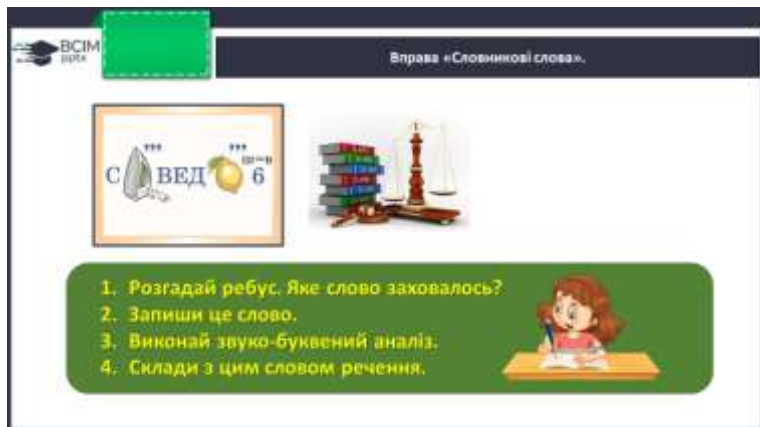 ВСІМ
pptx
Вправа «Словникові слова».
С ,,, ВЕД ,,, Ш=В 6
1. Розгадай ребус. Яке слово заховалось?
2. Запиши це слово.
3. Виконай звуко-буквений аналіз.
4. Склади з цим словом речення.